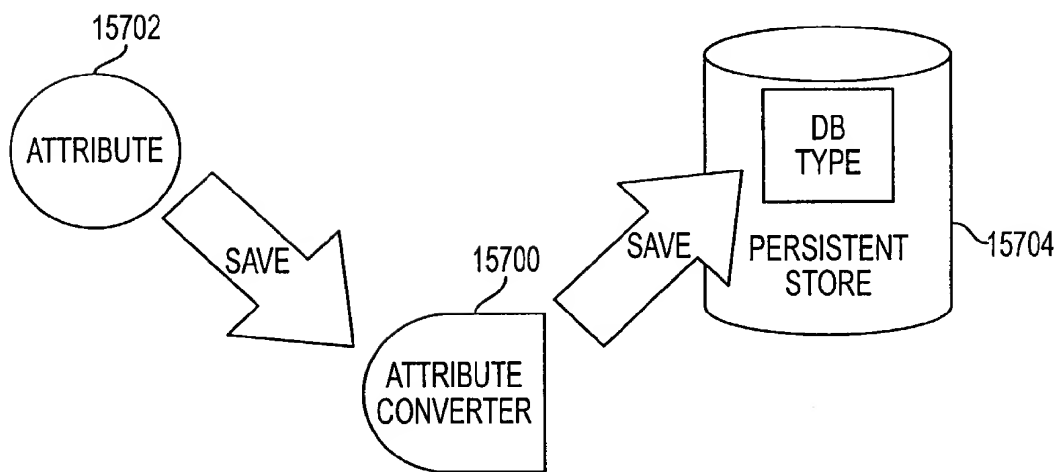 15702
ATTRIBUTE
SAVE
15700
ATTRIBUTE
CONVERTER
SAVE
DB
TYPE
PERSISTENT
STORE
15704